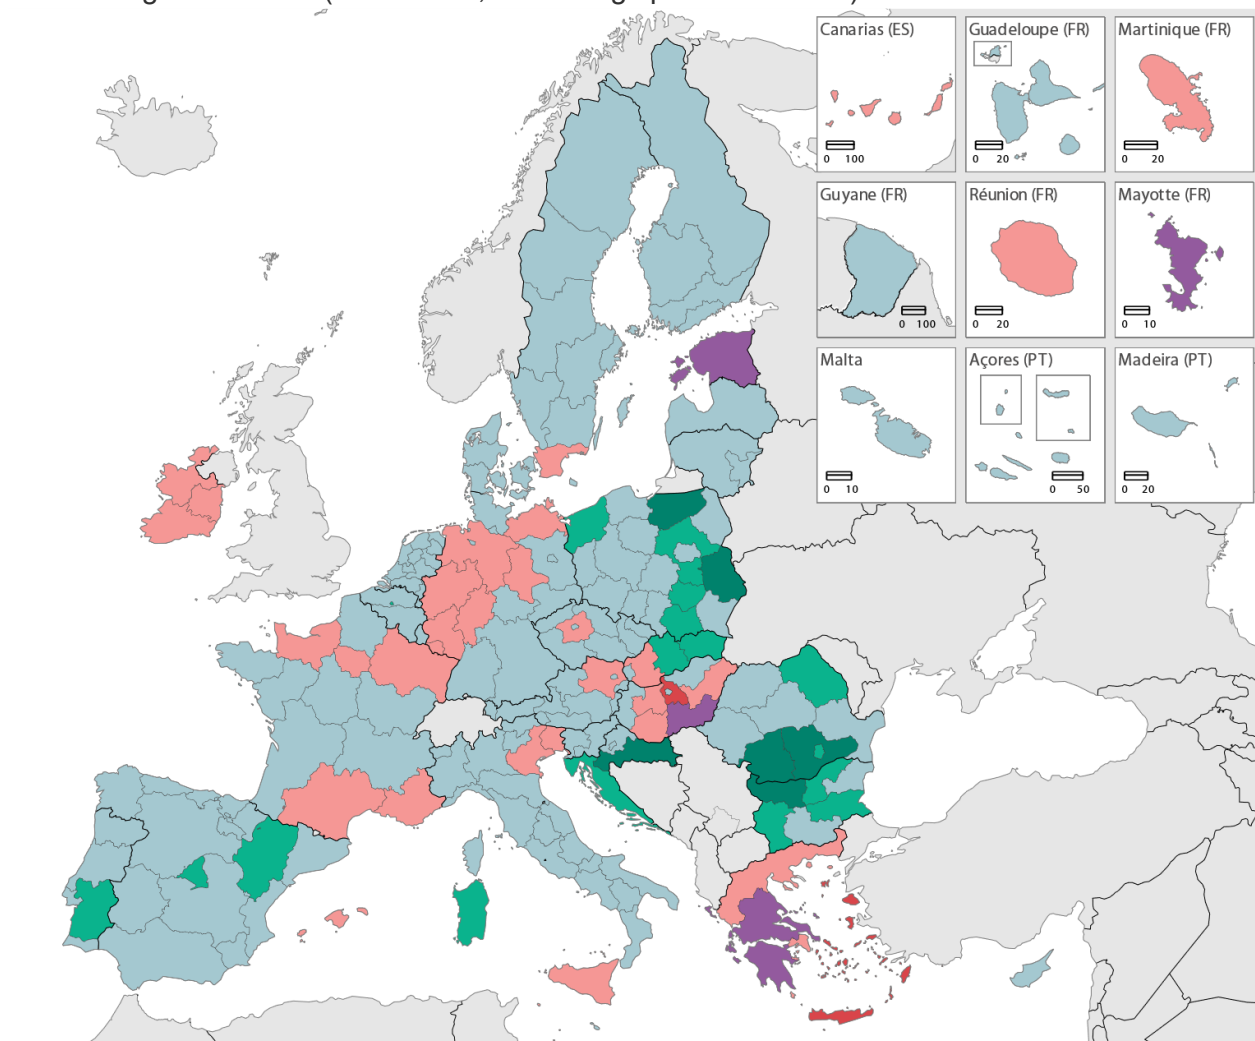 Canarias (ES)
0 100
Guadeloupe (FR)
0 20
Martinique (FR)
0 20
Guyane (FR)
0 100
Réunion (FR)
0 20
Mayotte (FR)
0 10
Malta
0 10
Açores (PT)
0 50
Madeira (PT)
0 20